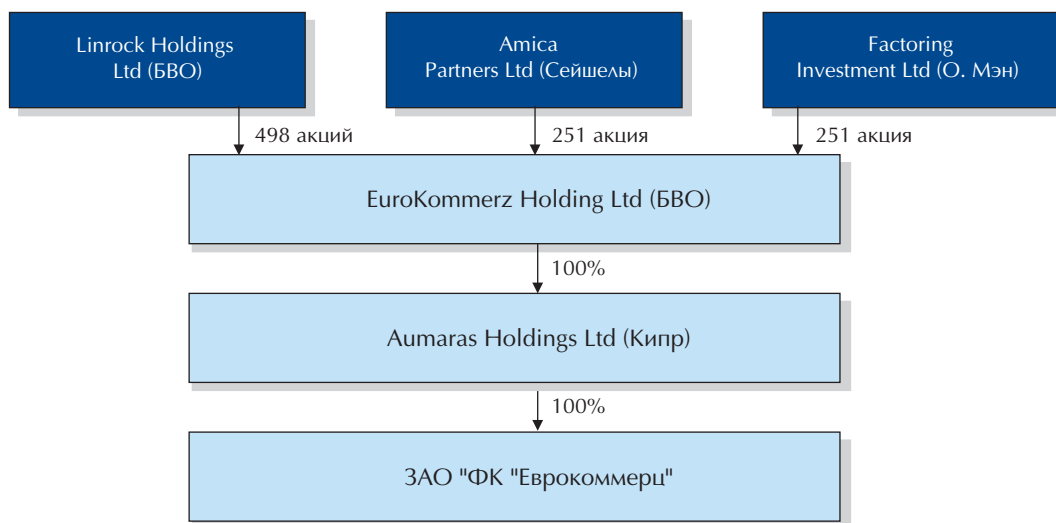 Linrock Holdings
Ltd (БВО)
Amica
Partners Ltd (Сейшелы)
Factoring
Investment Ltd (О. Мэн)
498 акций
251 акция
251 акция
EuroKommerz Holding Ltd (БВО)
100%
Aumaras Holdings Ltd (Кипр)
100%
ЗАО "ФК "Еврокоммерц"